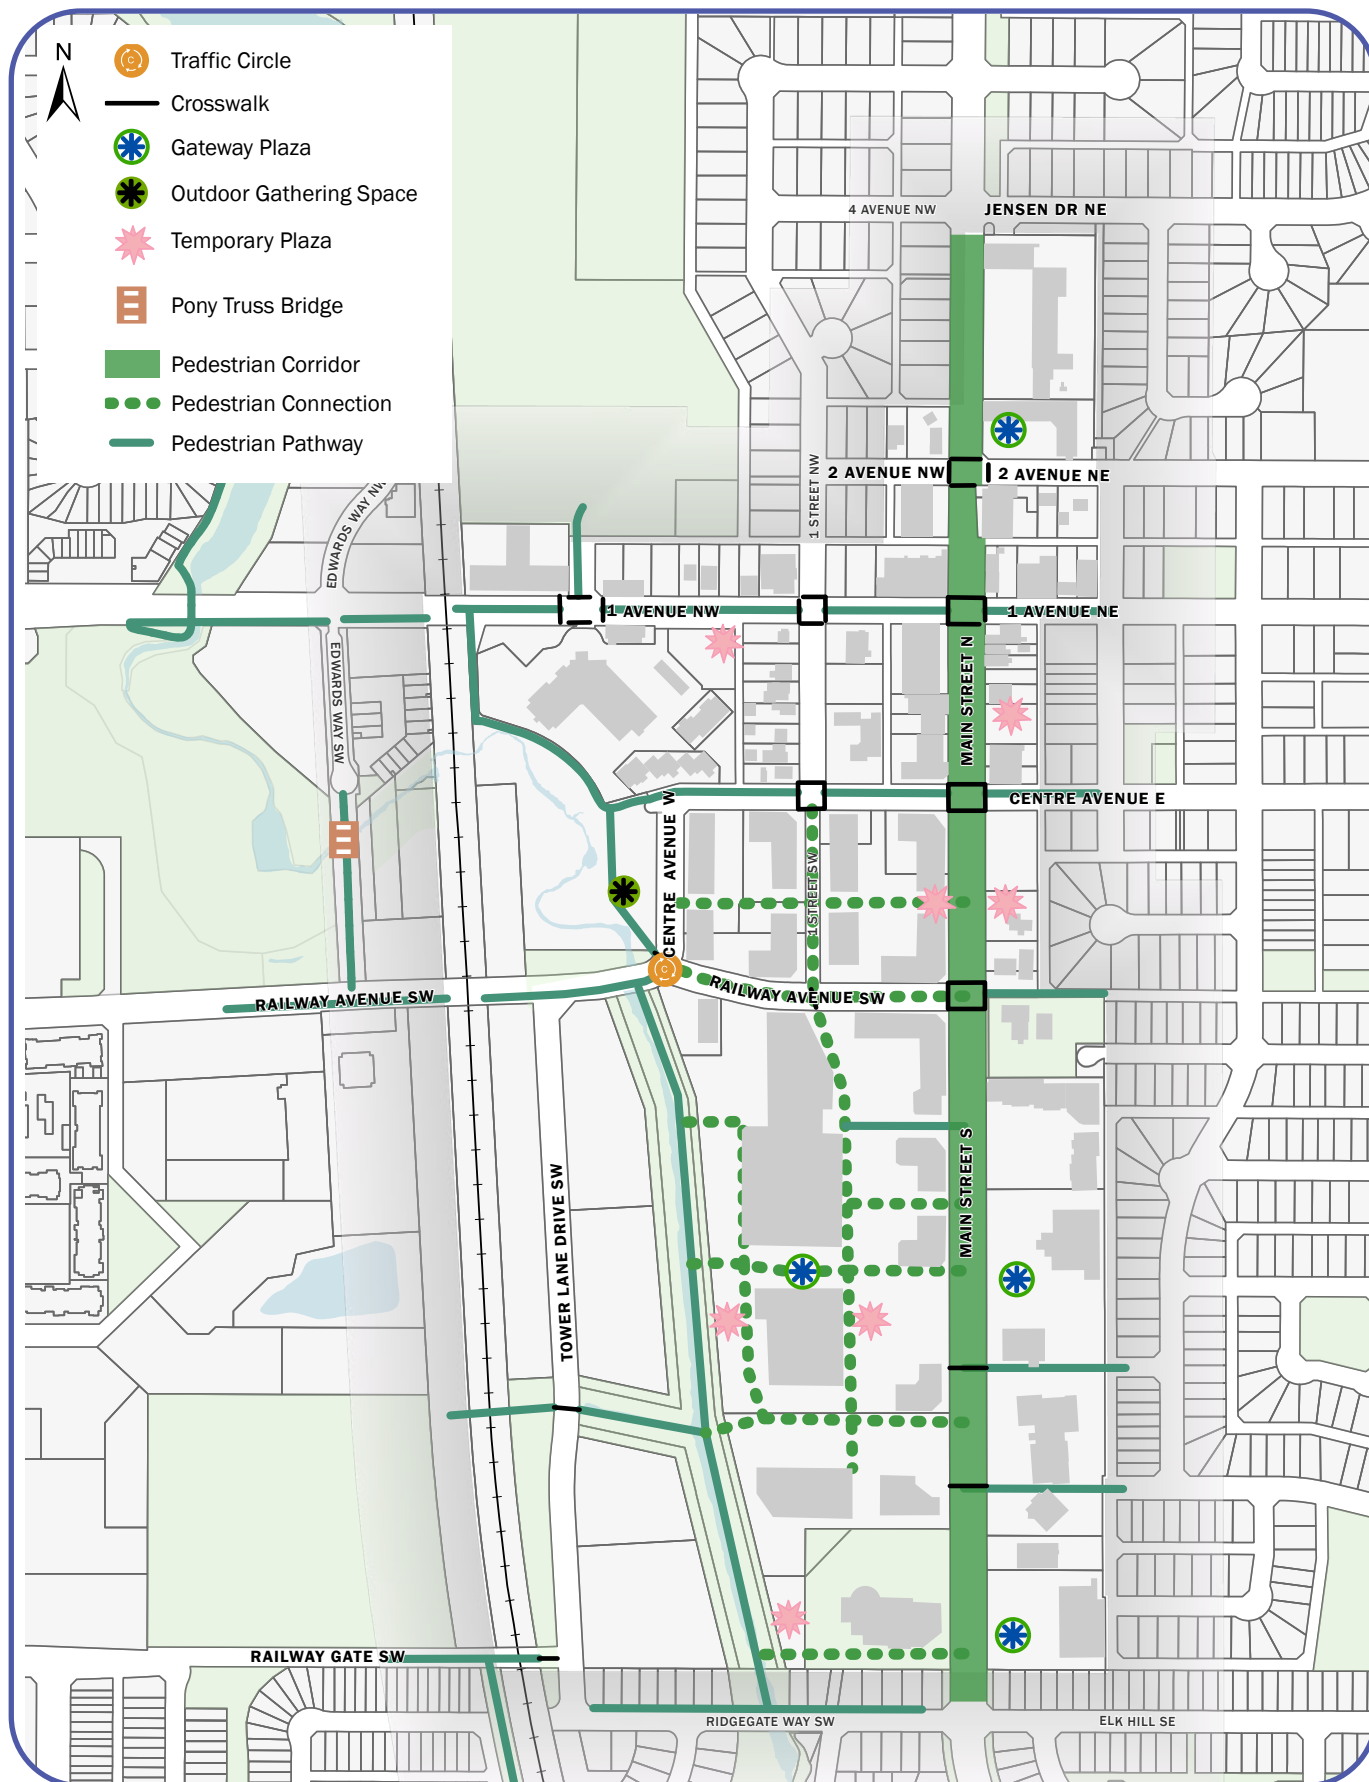 N
Traffic Circle
Crosswalk
Gateway Plaza
Outdoor Gathering Space
Temporary Plaza
Pony Truss Bridge
Pedestrian Corridor
Pedestrian Connection
Pedestrian Pathway
4 AVENUE NW
JENSEN DR NE
1 STREET NW
2 AVENUE NW
2 AVENUE NE
EDWARDS WAY NW
1 AVENUE NW
1 AVENUE NE
EDWARDS WAY SW
MAIN STREET N
CENTRE AVENUE E
CENTRE AVENUE W
1 STREET SW
C
RAILWAY AVENUE SW
RAILWAY AVENUE SW
MAIN STREET S
TOWER LANE DRIVE SW
RAILWAY GATE SW
RIDGEGATE WAY SW
ELK HILL SE